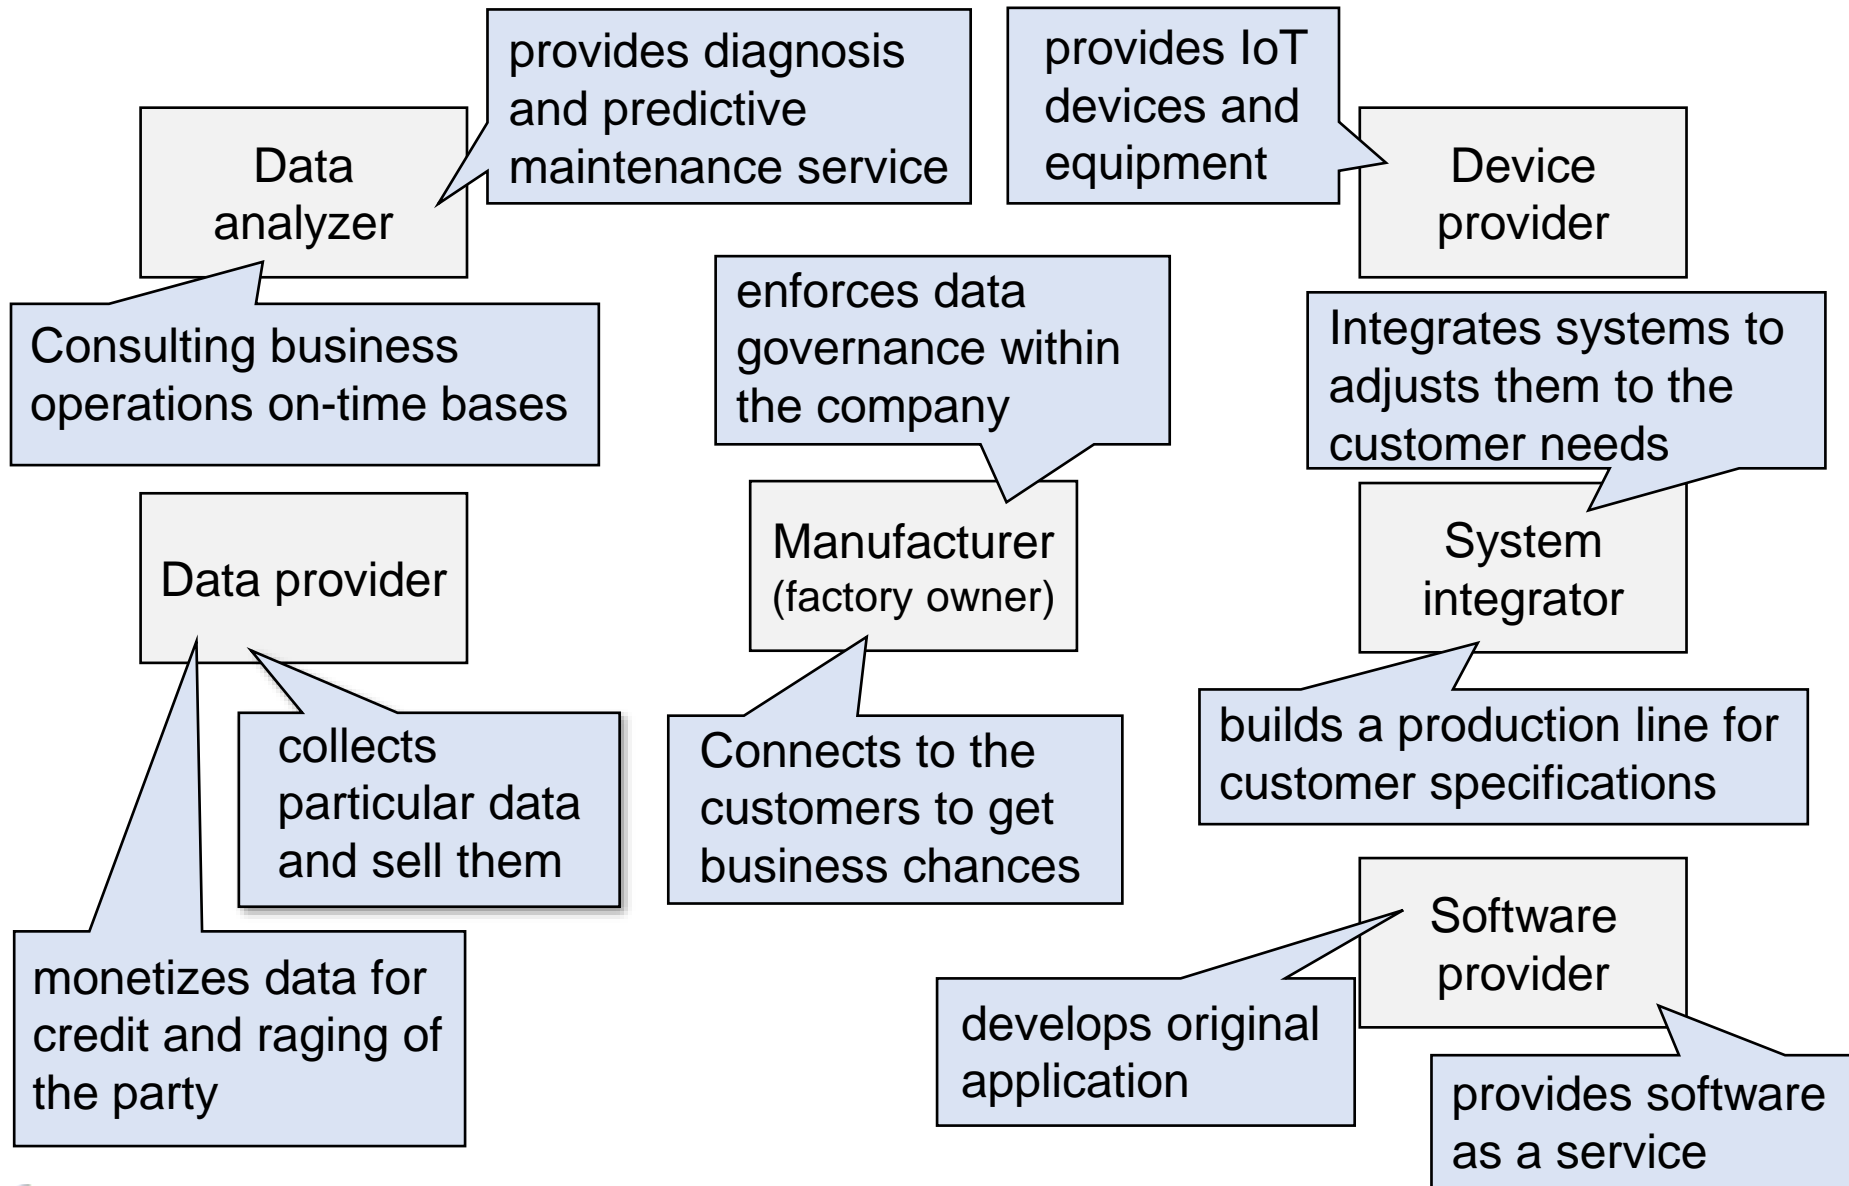 provides diagnosis
and predictive
maintenance service
provides IoT
devices and
equipment
Data
analyzer
Device
provider
Consulting business
operations on-time bases
enforces data
governance within
the company
Integrates systems to
adjusts them to the
customer needs
Data provider
Manufacturer
(factory owner)
System
integrator
collects
particular data
and sell them
Connects to the
customers to get
business chances
builds a production line for
customer specifications
monetizes data for
credit and raging of
the party
Software
provider
develops original
application
provides software
as a service